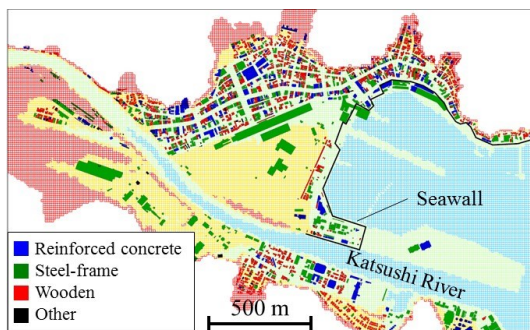 Seawall
Katsushi River
Reinforced concrete
Steel-frame
Wooden
Other
500 m